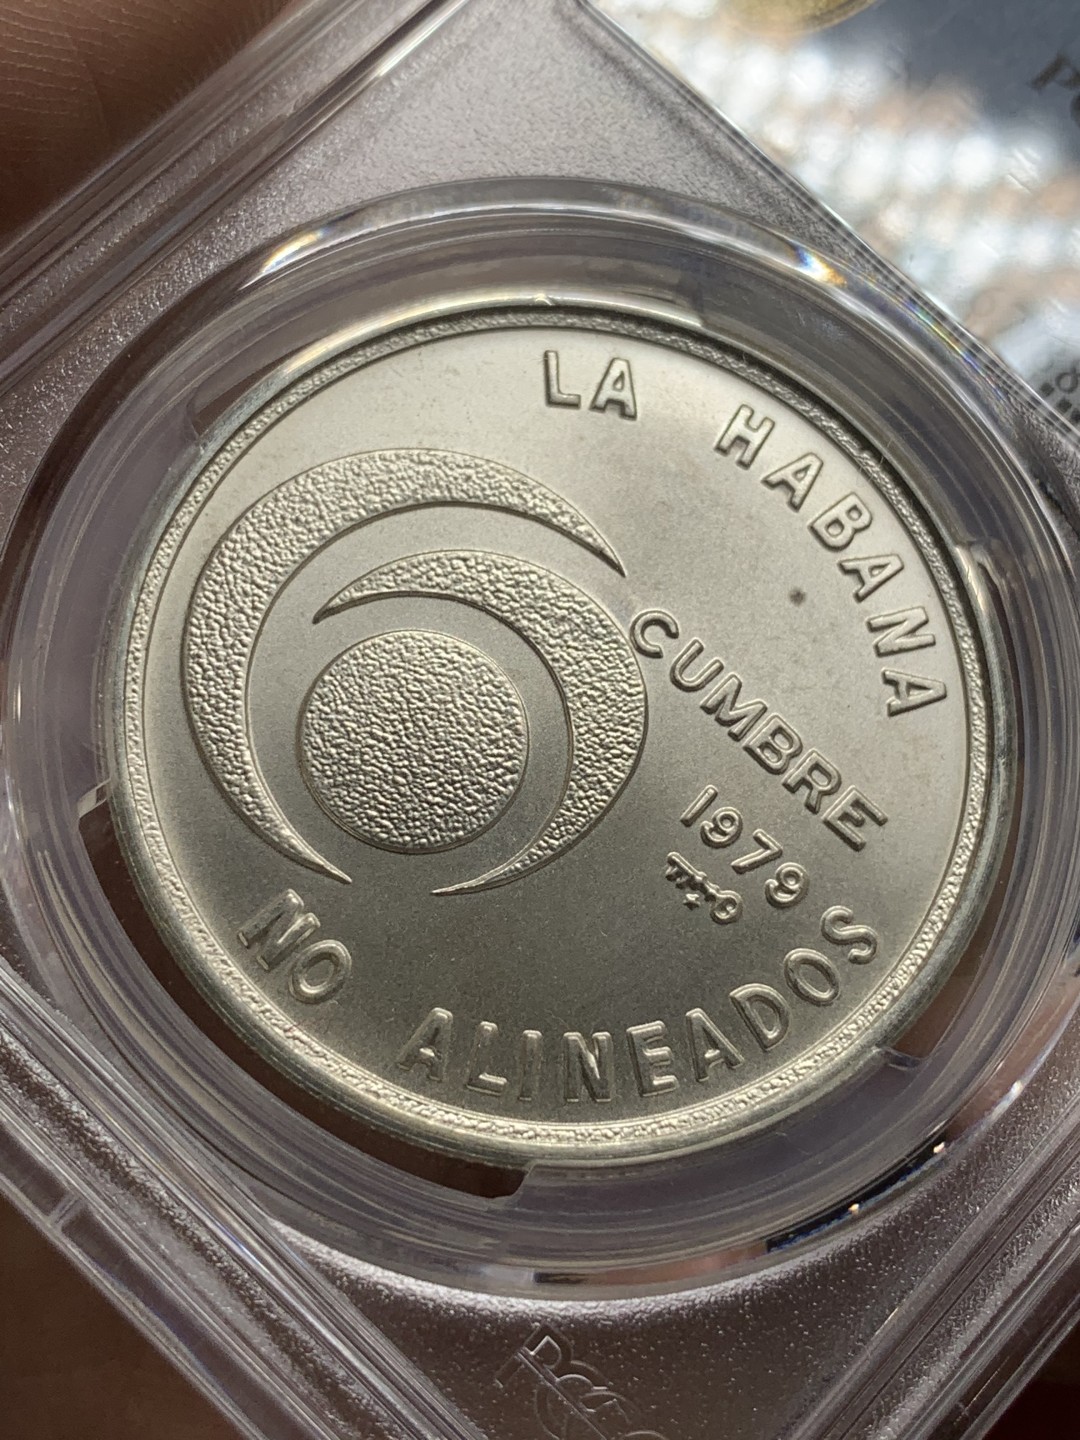 LA HABANA
CUMBRE
1979
NO ALINEADOS